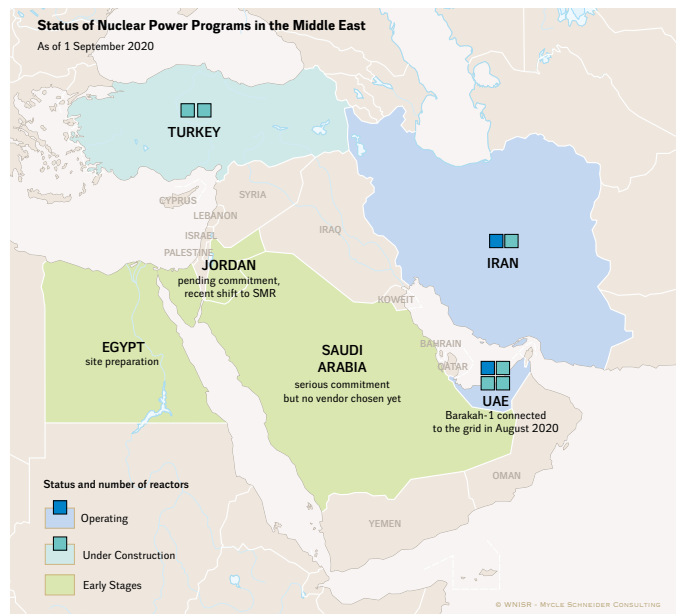 Status of Nuclear Power Programs in the Middle East
As of 1 September 2020
TURKEY
CYPRUS
SYRIA
LEBANON
ISRAEL
IRAQ
PALESTINE
JORDAN
pending commitment,
recent shift to SMR
IRAN
KOWEIT
EGYPT
site preparation
SAUDI
ARABIA
serious commitment
but no vendor chosen yet
BAHRAIN
QATAR
UAE
Barakah-1 connected
to the grid in August 2020
OMAN
YEMEN
Status and number of reactors
Operating
Under Construction
Early Stages
© WNISR - Mycle Schneider Consulting